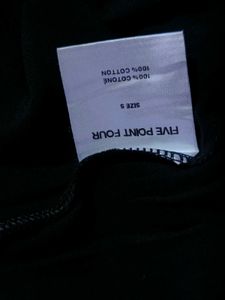 FIVE POINT FOUR
SIZE S
100% COTONE
100% COTTON